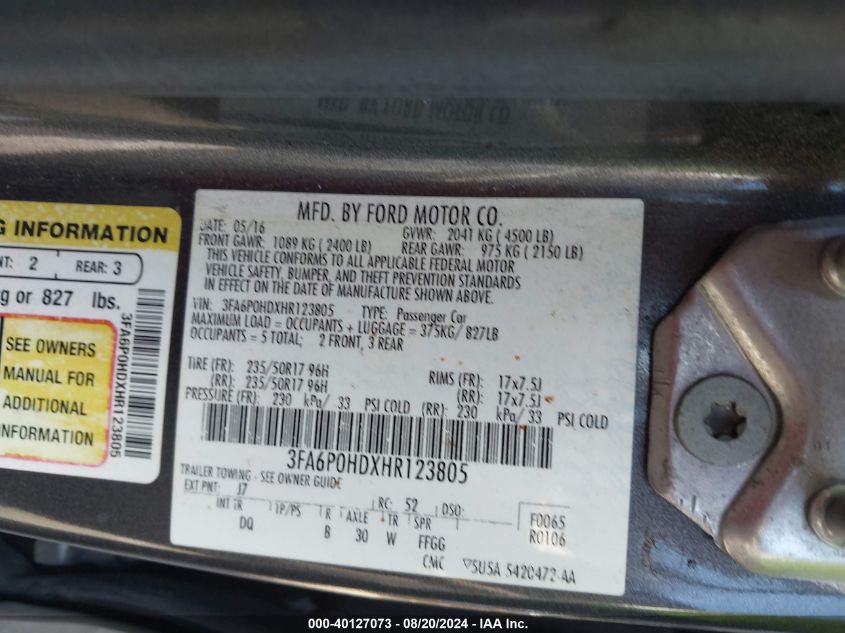 MFD. BY FORD MOTOR CO.
DATE: 05/16 GVWR: 2041 KG ( 4500 LB)
FRONT GAWR: 1089 KG ( 2400 LB) REAR GAWR: 975 KG ( 2150 LB)
THIS VEHICLE CONFORMS TO ALL APPLICABLE FEDERAL MOTOR
VEHICLE SAFETY, BUMPER, AND THEFT PREVENTION STANDARDS
IN EFFECT ON THE DATE OF MANUFACTURE SHOWN ABOVE.
VIN: 3FA6P0HDXHR123805 TYPE: Passenger Car
MAXIMUM LOAD = OCCUPANTS + LUGGAGE = 375KG/ 827LB
OCCUPANTS = 5 TOTAL; 2 FRONT, 3 REAR
TIRE (FR): 235/50R17 96H RIMS (FR): 17x7.5J
(RR): 235/50R17 96H (RR): 17x7.5J
PRESSURE (FR): 230 kPa/ 33 PSI COLD (RR): 230 kPa/ 33 PSI COLD
3FA6P0HDXHR123805
TRAILER TOWING - SEE OWNER GUIDE
EXT PNT: J7 RC: 52 DSO:
INT TR TP/PS R AXLE TR SPR F0065
DQ B 30 W FFGG R0106
CMC 5USA 5420472-AA
G INFORMATION
NT: 2 REAR: 3
g or 827 lbs.
SEE OWNERS
MANUAL FOR
ADDITIONAL
INFORMATION
3FA6P0HDXHR123805
000-40127073 - 08/20/2024 - IAA Inc.